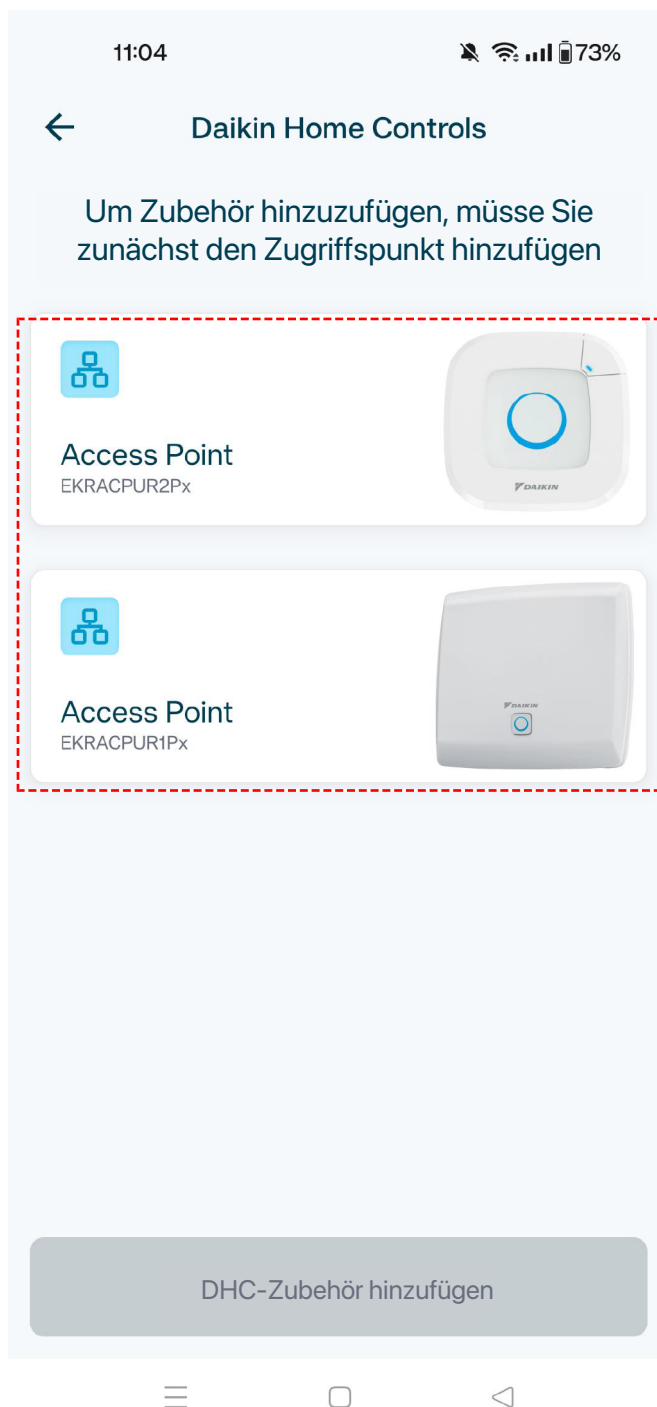 11:04
73%
Daikin Home Controls
Um Zubehör hinzuzufügen, müsse Sie
zunächst den Zugriffspunkt hinzufügen
Access Point
EKRACPUR2Px
DAIKIN
Access Point
EKRACPUR1Px
DAIKIN
DHC-Zubehör hinzufügen